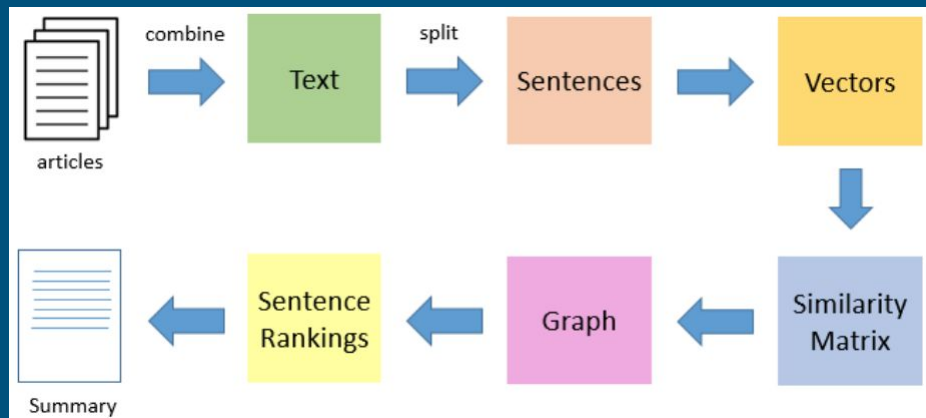 combine
split
Text
Sentences
Vectors
articles
Similarity
Matrix
Graph
Sentence
Rankings
Summary